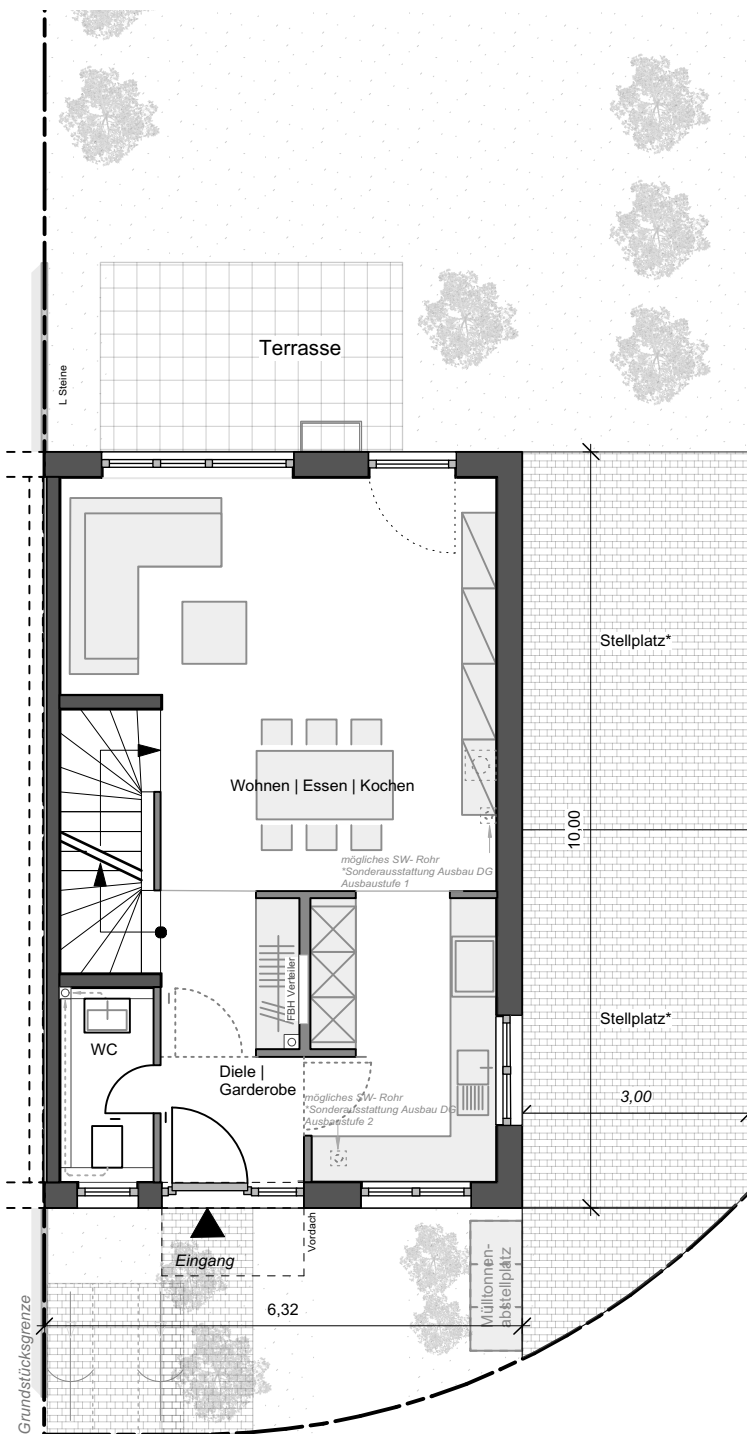 Terrasse
L Steine
Stellplatz*
Wohnen | Essen | Kochen
10,00
mögliches SW- Rohr
*Sonderausstattung Ausbau DG
Ausbaustufe 1
FBH Verteiler
Stellplatz*
WC
Diele |
Garderobe
mögliches SW- Rohr
*Sonderausstattung Ausbau DG
Ausbaustufe 2
3,00
Eingang
Vordach
Mülltonnen-
abstellplatz
6,32
Grundstücksgrenze